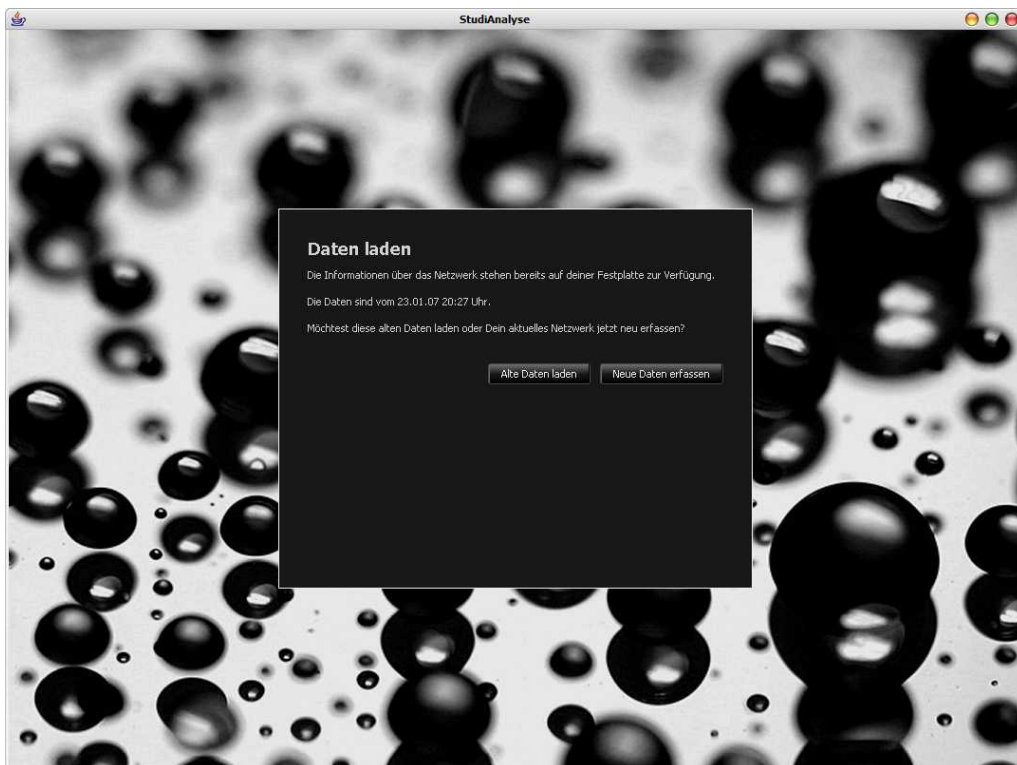 StudiAnalyse
Daten laden
Die Informationen über das Netzwerk stehen bereits auf deiner Festplatte zur Verfügung.
Die Daten sind vom 23.01.07 20:27 Uhr.
Möchtest diese alten Daten laden oder Dein aktuelles Netzwerk jetzt neu erfassen?
Alte Daten laden Neue Daten erfassen